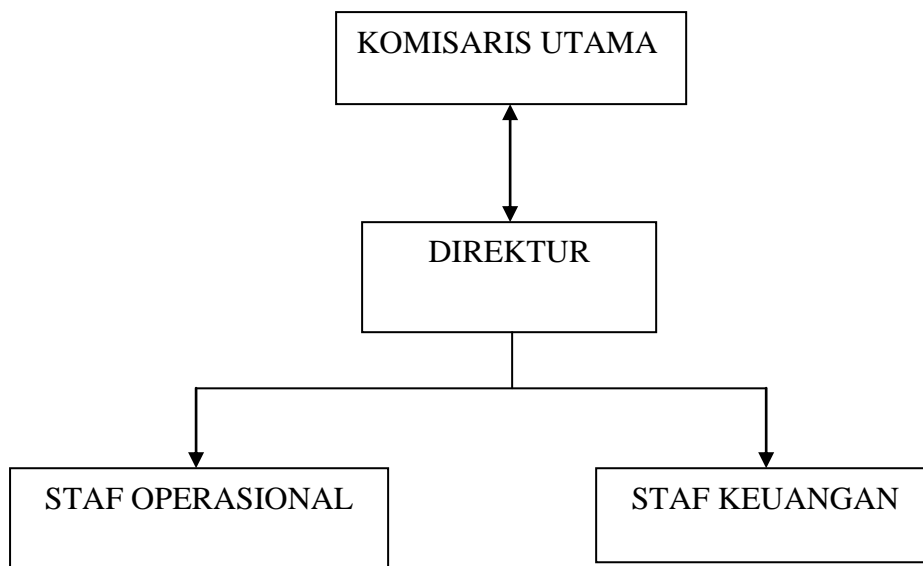 KOMISARIS UTAMA
DIREKTUR
STAF OPERASIONAL
STAF KEUANGAN